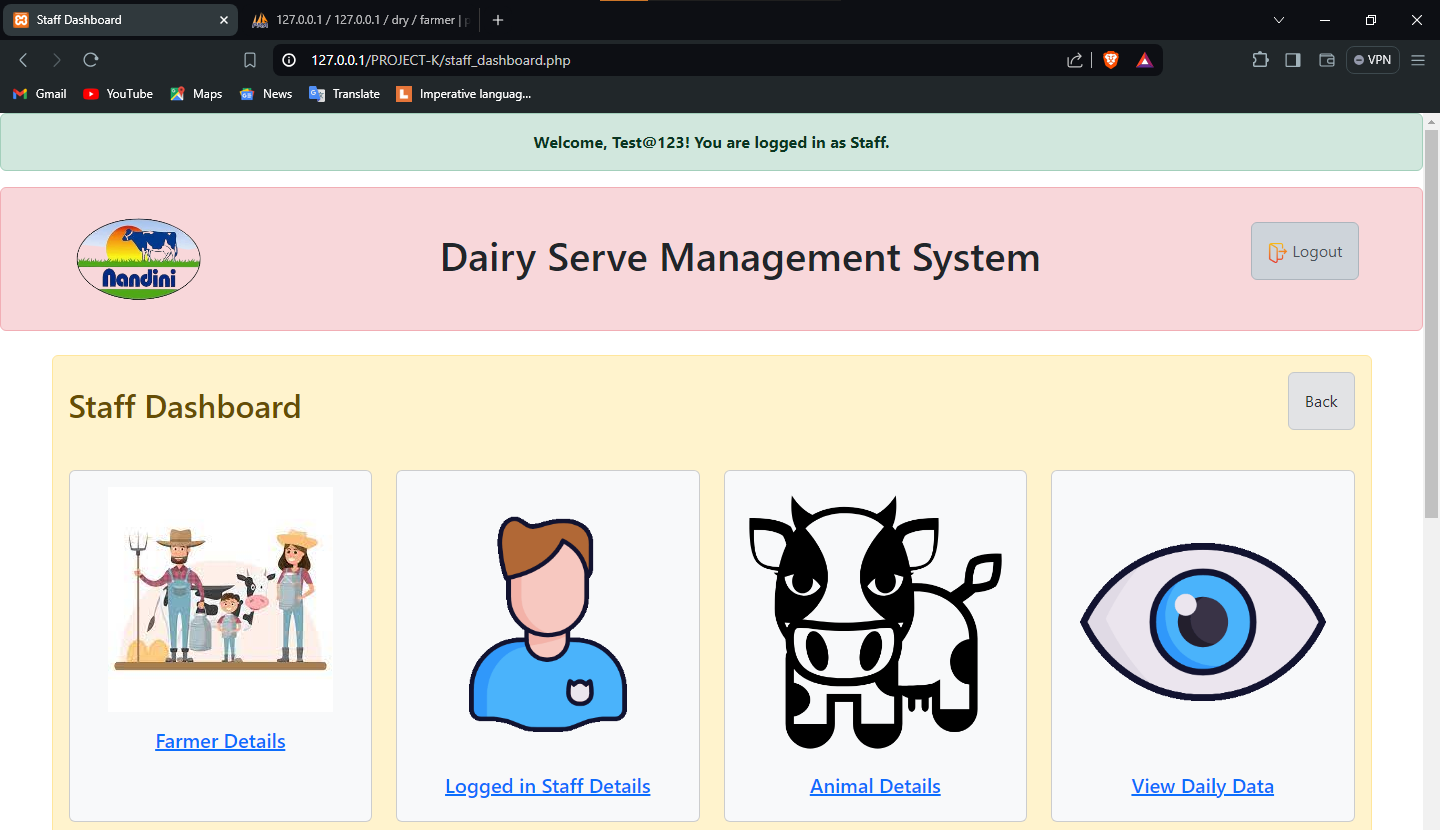 Staff Dashboard
127.0.0.1 / 127.0.0.1 / dry / farmer |
127.0.0.1/PROJECT-K/staff_dashboard.php
VPN
Gmail
YouTube
Maps
News
Translate
Imperative languag...
Welcome, Test@123! You are logged in as Staff.
Nandini
Dairy Serve Management System
Logout
Staff Dashboard
Back
Farmer Details
Logged in Staff Details
Animal Details
View Daily Data